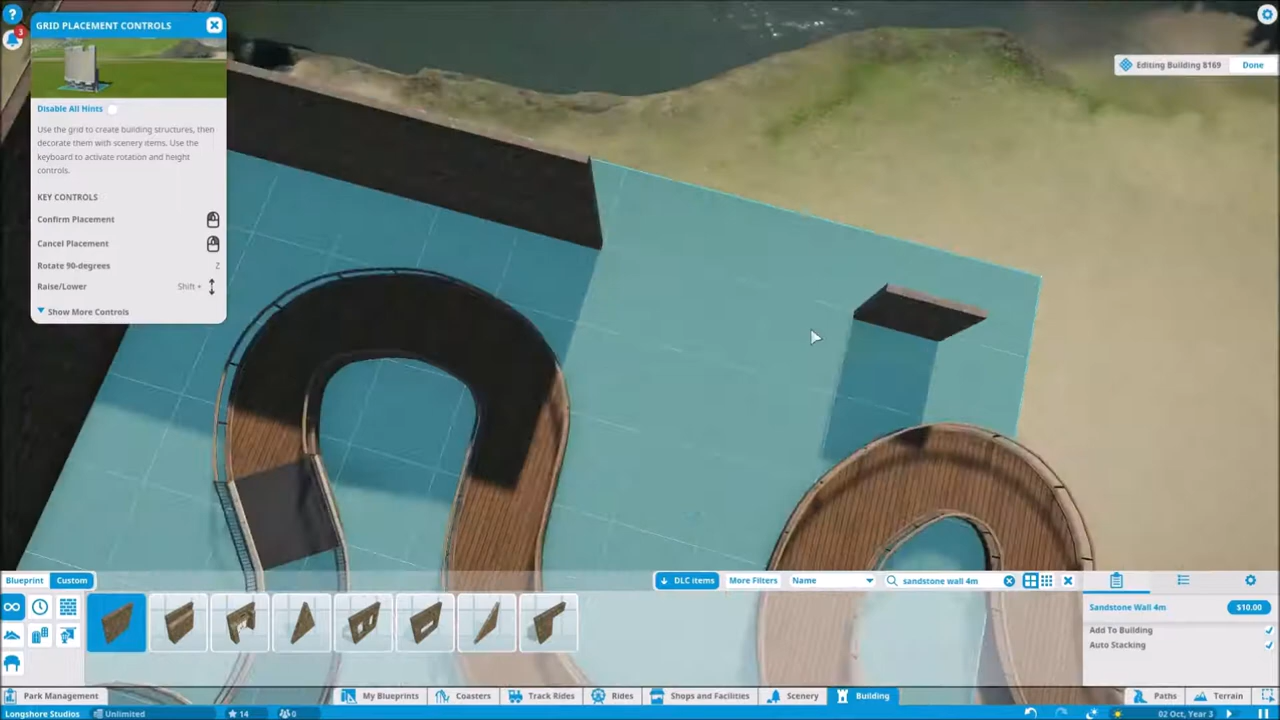 ?
3
GRID PLACEMENT CONTROLS
Disable All Hints
Use the grid to create building structures, then
decorate them with scenery items. Use the
keyboard to activate rotation and height
controls.
KEY CONTROLS
Confirm Placement
Cancel Placement
Rotate 90-degrees Z
Raise/Lower Shift +
Show More Controls
Editing Building 8169 Done
Blueprint Custom
DLC items More Filters Name sandstone wall 4m
Sandstone Wall 4m $10.00
Add To Building
Auto Stacking
Park Management My Blueprints Coasters Track Rides Rides Shops and Facilities Scenery Building Paths Terrain
Longshore Studios Unlimited 14 0 02 Oct, Year 3